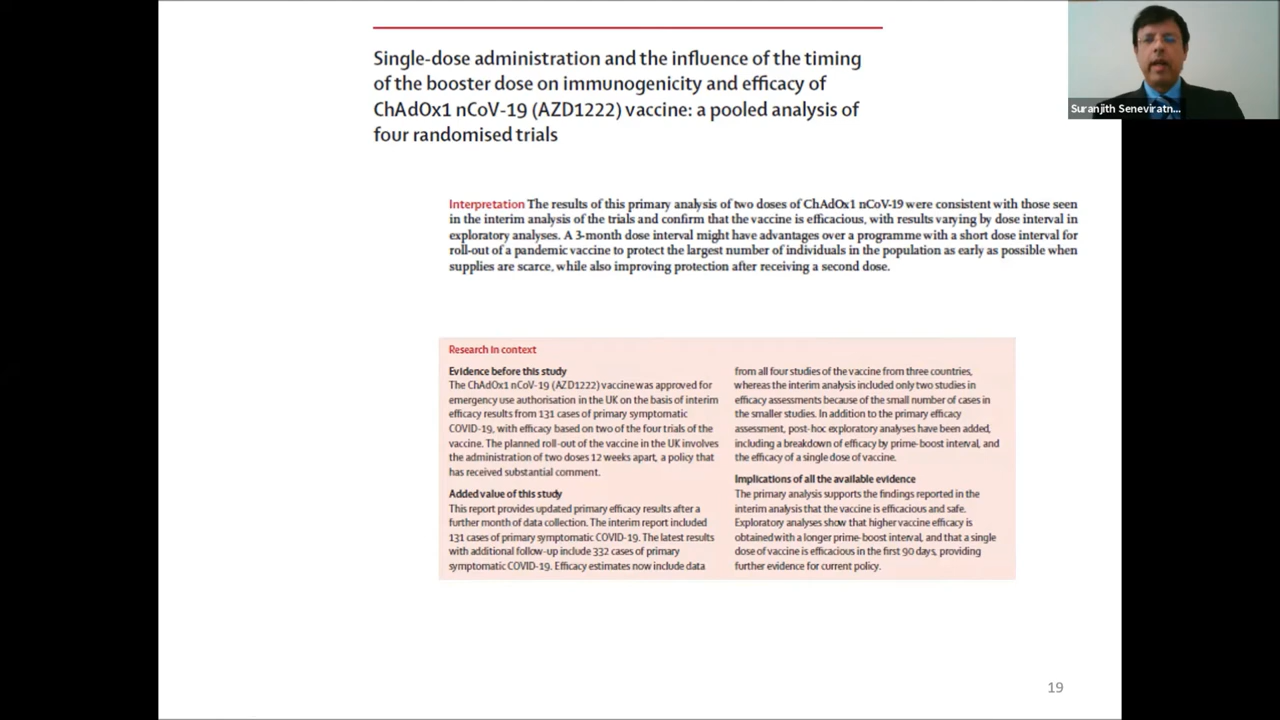 Single-dose administration and the influence of the timing
of the booster dose on immunogenicity and efficacy of
ChAdOx1 nCoV-19 (AZD1222) vaccine: a pooled analysis of
four randomised trials
Suranjith Seneviratn...
Interpretation The results of this primary analysis of two doses of ChAdOx1 nCoV-19 were consistent with those seen
in the interim analysis of the trials and confirm that the vaccine is efficacious, with results varying by dose interval in
exploratory analyses. A 3-month dose interval might have advantages over a programme with a short dose interval for
roll-out of a pandemic vaccine to protect the largest number of individuals in the population as early as possible when
supplies are scarce, while also improving protection after receiving a second dose.
Research in context
Evidence before this study
The ChAdOx1 nCoV-19 (AZD1222) vaccine was approved for
emergency use authorisation in the UK on the basis of interim
efficacy results from 131 cases of primary symptomatic
COVID-19, with efficacy based on two of the four trials of the
vaccine. The planned roll-out of the vaccine in the UK involves
the administration of two doses 12 weeks apart, a policy that
has received substantial comment.
Added value of this study
This report provides updated primary efficacy results after a
further month of data collection. The interim report included
131 cases of primary symptomatic COVID-19. The latest results
with additional follow-up include 332 cases of primary
symptomatic COVID-19. Efficacy estimates now include data
from all four studies of the vaccine from three countries,
whereas the interim analysis included only two studies in
efficacy assessments because of the small number of cases in
the smaller studies. In addition to the primary efficacy
assessment, post-hoc exploratory analyses have been added,
including a breakdown of efficacy by prime-boost interval, and
the efficacy of a single dose of vaccine.
Implications of all the available evidence
The primary analysis supports the findings reported in the
interim analysis that the vaccine is efficacious and safe.
Exploratory analyses show that higher vaccine efficacy is
obtained with a longer prime-boost interval, and that a single
dose of vaccine is efficacious in the first 90 days, providing
further evidence for current policy.
19